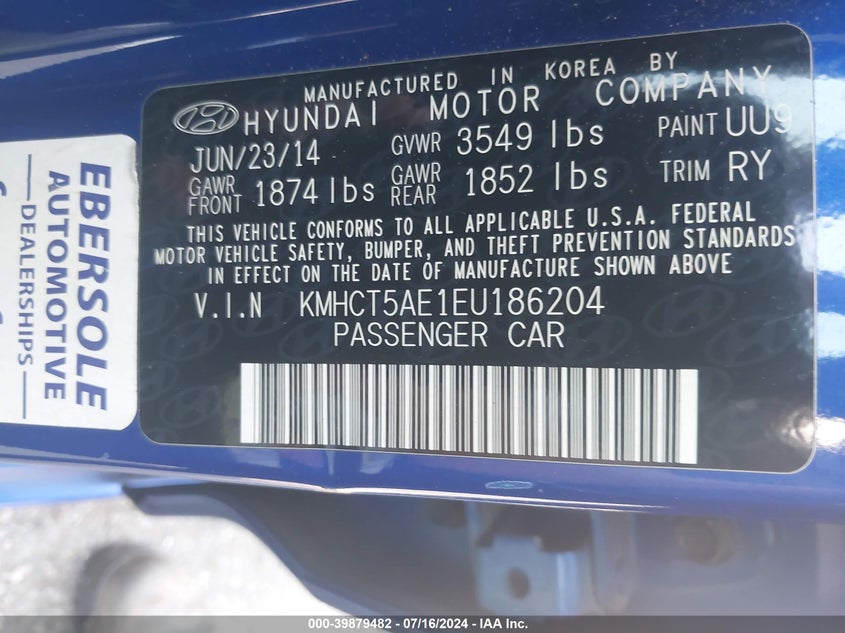 MANUFACTURED IN KOREA BY
HYUNDAI MOTOR COMPANY
JUN/23/14 GVWR 3549 lbs PAINT UU9
GAWR FRONT 1874 lbs GAWR REAR 1852 lbs TRIM RY
THIS VEHICLE CONFORMS TO ALL APPLICABLE U.S.A. FEDERAL
MOTOR VEHICLE SAFETY, BUMPER, AND THEFT PREVENTION STANDARDS
IN EFFECT ON THE DATE OF MANUFACTURE SHOWN ABOVE
V.I.N KMHCT5AE1EU186204
PASSENGER CAR
EBERSOLE
AUTOMOTIVE
DEALERSHIPS
000-39879482 - 07/16/2024 - IAA Inc.